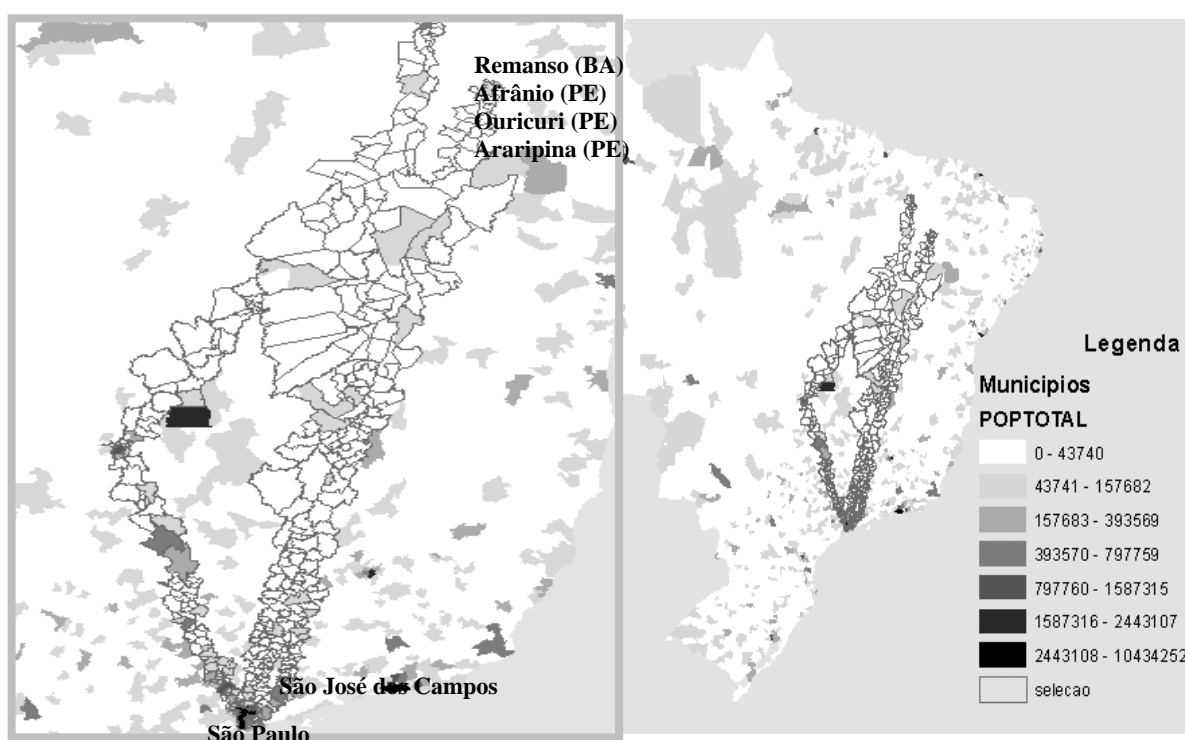 Remanso (BA)
Afrânio (PE)
Ouricuri (PE)
Araripina (PE)
São José dos Campos
São Paulo
Legenda
Municipios
POPTOTAL
0 - 43740
43741 - 157682
157683 - 393569
393570 - 797759
797760 - 1587315
1587316 - 2443107
2443108 - 10434252
selecao